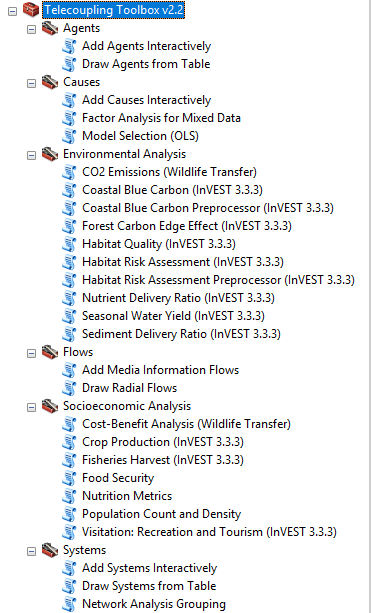 Telecoupling Toolbox v2.2
Agents
Add Agents Interactively
Draw Agents from Table
Causes
Add Causes Interactively
Factor Analysis for Mixed Data
Model Selection (OLS)
Environmental Analysis
CO2 Emissions (Wildlife Transfer)
Coastal Blue Carbon (InVEST 3.3.3)
Coastal Blue Carbon Preprocessor (InVEST 3.3.3)
Forest Carbon Edge Effect (InVEST 3.3.3)
Habitat Quality (InVEST 3.3.3)
Habitat Risk Assessment (InVEST 3.3.3)
Habitat Risk Assessment Preprocessor (InVEST 3.3.3)
Nutrient Delivery Ratio (InVEST 3.3.3)
Seasonal Water Yield (InVEST 3.3.3)
Sediment Delivery Ratio (InVEST 3.3.3)
Flows
Add Media Information Flows
Draw Radial Flows
Socioeconomic Analysis
Cost-Benefit Analysis (Wildlife Transfer)
Crop Production (InVEST 3.3.3)
Fisheries Harvest (InVEST 3.3.3)
Food Security
Nutrition Metrics
Population Count and Density
Visitation: Recreation and Tourism (InVEST 3.3.3)
Systems
Add Systems Interactively
Draw Systems from Table
Network Analysis Grouping